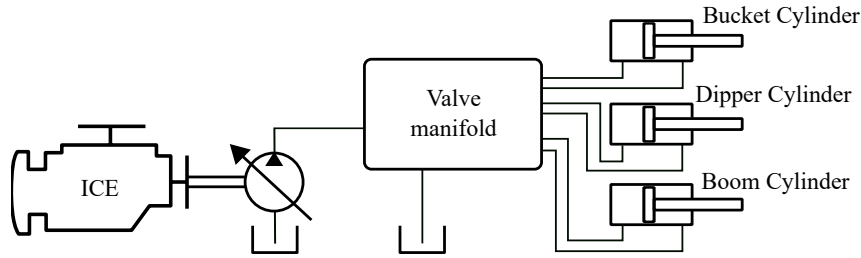 Bucket Cylinder
Valve
manifold
Dipper Cylinder
ICE
Boom Cylinder